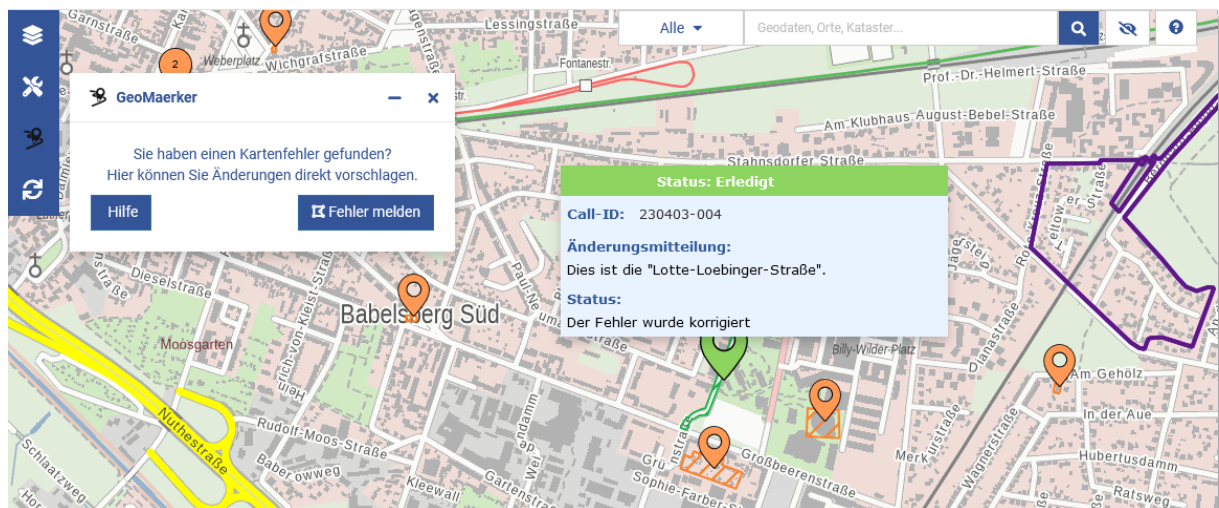 Garnstraße
Lessingstraße
Alle
Geodaten, Orte, Kataster...
2
Weberplatz
Wichgrafstraße
Fontanestr.
Prof.-Dr.-Helmert-Straße
GeoMaerker
Sie haben einen Kartenfehler gefunden?
Hier können Sie Änderungen direkt vorschlagen.
Hilfe
Fehler melden
Am Klubhaus
August-Bebel-Straße
Stahnsdorfer Straße
Status: Erledigt
Call-ID: 230403-004
Änderungsmitteilung:
Dies ist die "Lotte-Loebinger-Straße".
Status:
Der Fehler wurde korrigiert
Dieselstraße
Babelsberg Süd
Moosgarten
Billy-Wilder-Platz
Dianastraße
Am Gehölz
In der Aue
Nuthestraße
Rudolf-Moos-Straße
Großbeerenstraße
Merkurstraße
Wagnerstraße
Hubertusdamm
Schlaatzweg
Kleewall
Gartenstraße
Ratsweg